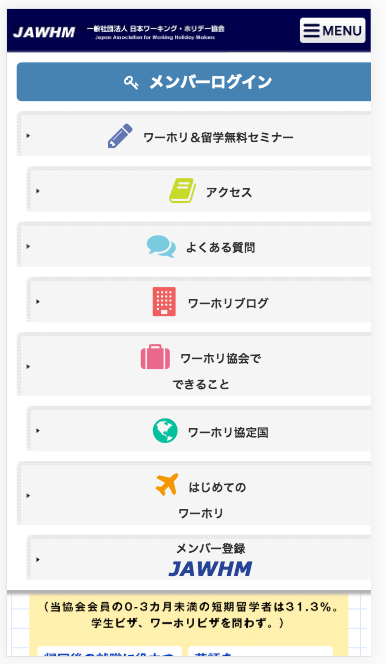 JAWHM 一般社団法人 日本ワーキング・ホリデー協会
Japan Association for Working Holiday Makers
MENU
メンバーログイン
ワーホリ＆留学無料セミナー
アクセス
よくある質問
ワーホリブログ
ワーホリ協会で
できること
ワーホリ協定国
はじめての
ワーホリ
メンバー登録
JAWHM
（当協会会員の0-3カ月未満の短期留学者は31.3%。
学生ビザ、ワーホリビザを問わず。）